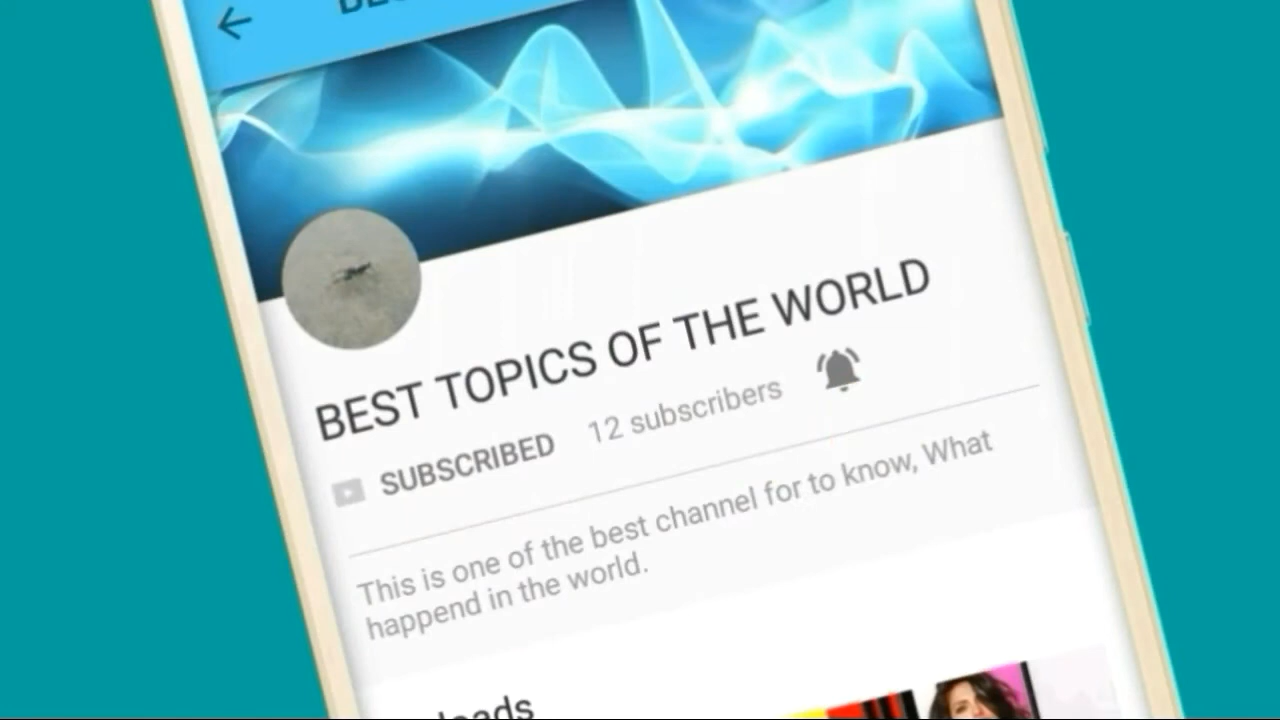 BEST TOPICS OF THE WORLD
SUBSCRIBED 12 subscribers
This is one of the best channel for to know, What
happend in the world.